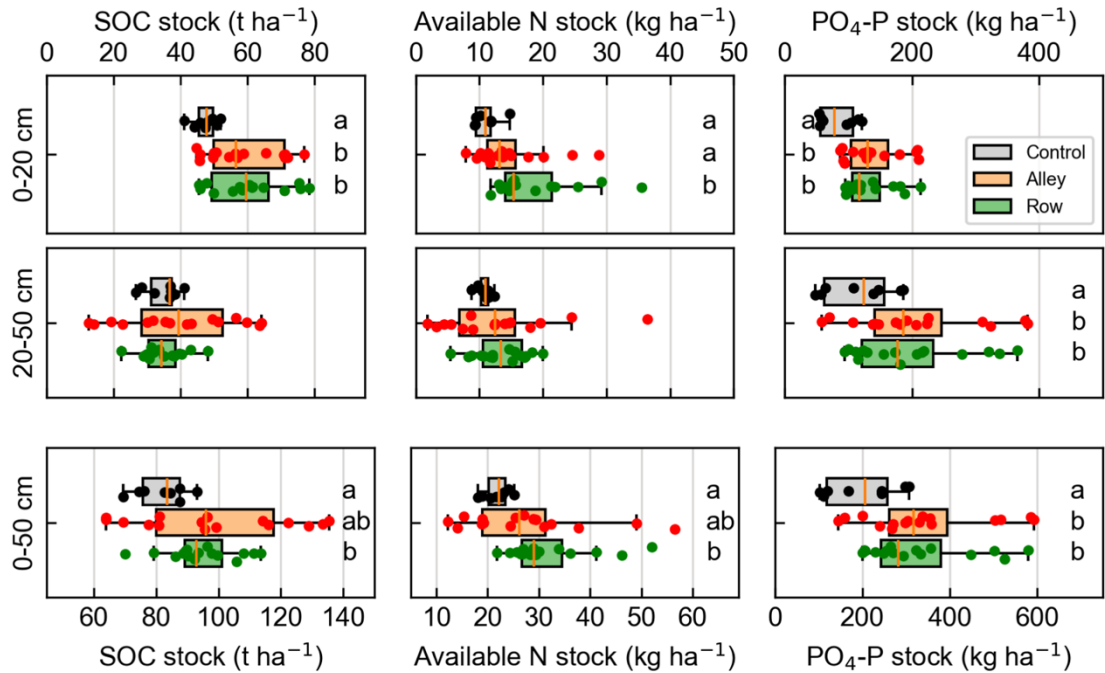 SOC stock (t ha⁻¹)
Available N stock (kg ha⁻¹)
PO₄-P stock (kg ha⁻¹)
0 20 40 60 80
0 10 20 30 40 50
0 200 400
0-20 cm
a
b
b
a
a
b
a
b
b
Control
Alley
Row
20-50 cm
a
b
b
0-50 cm
a
ab
b
a
ab
b
a
b
b
60 80 100 120 140
10 20 30 40 50 60
200 400 600
SOC stock (t ha⁻¹)
Available N stock (kg ha⁻¹)
PO₄-P stock (kg ha⁻¹)